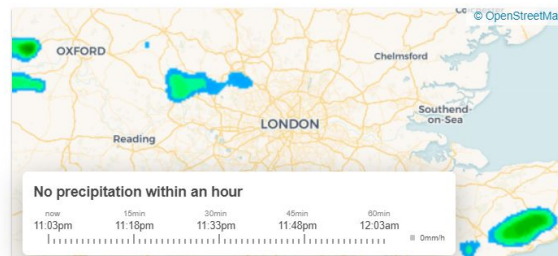 © OpenStreetMa
OXFORD
Chelmsford
LONDON
Southend-
on-Sea
Reading
No precipitation within an hour
now 15min 30min 45min 60min
11:03pm 11:18pm 11:33pm 11:48pm 12:03am
0mm/h